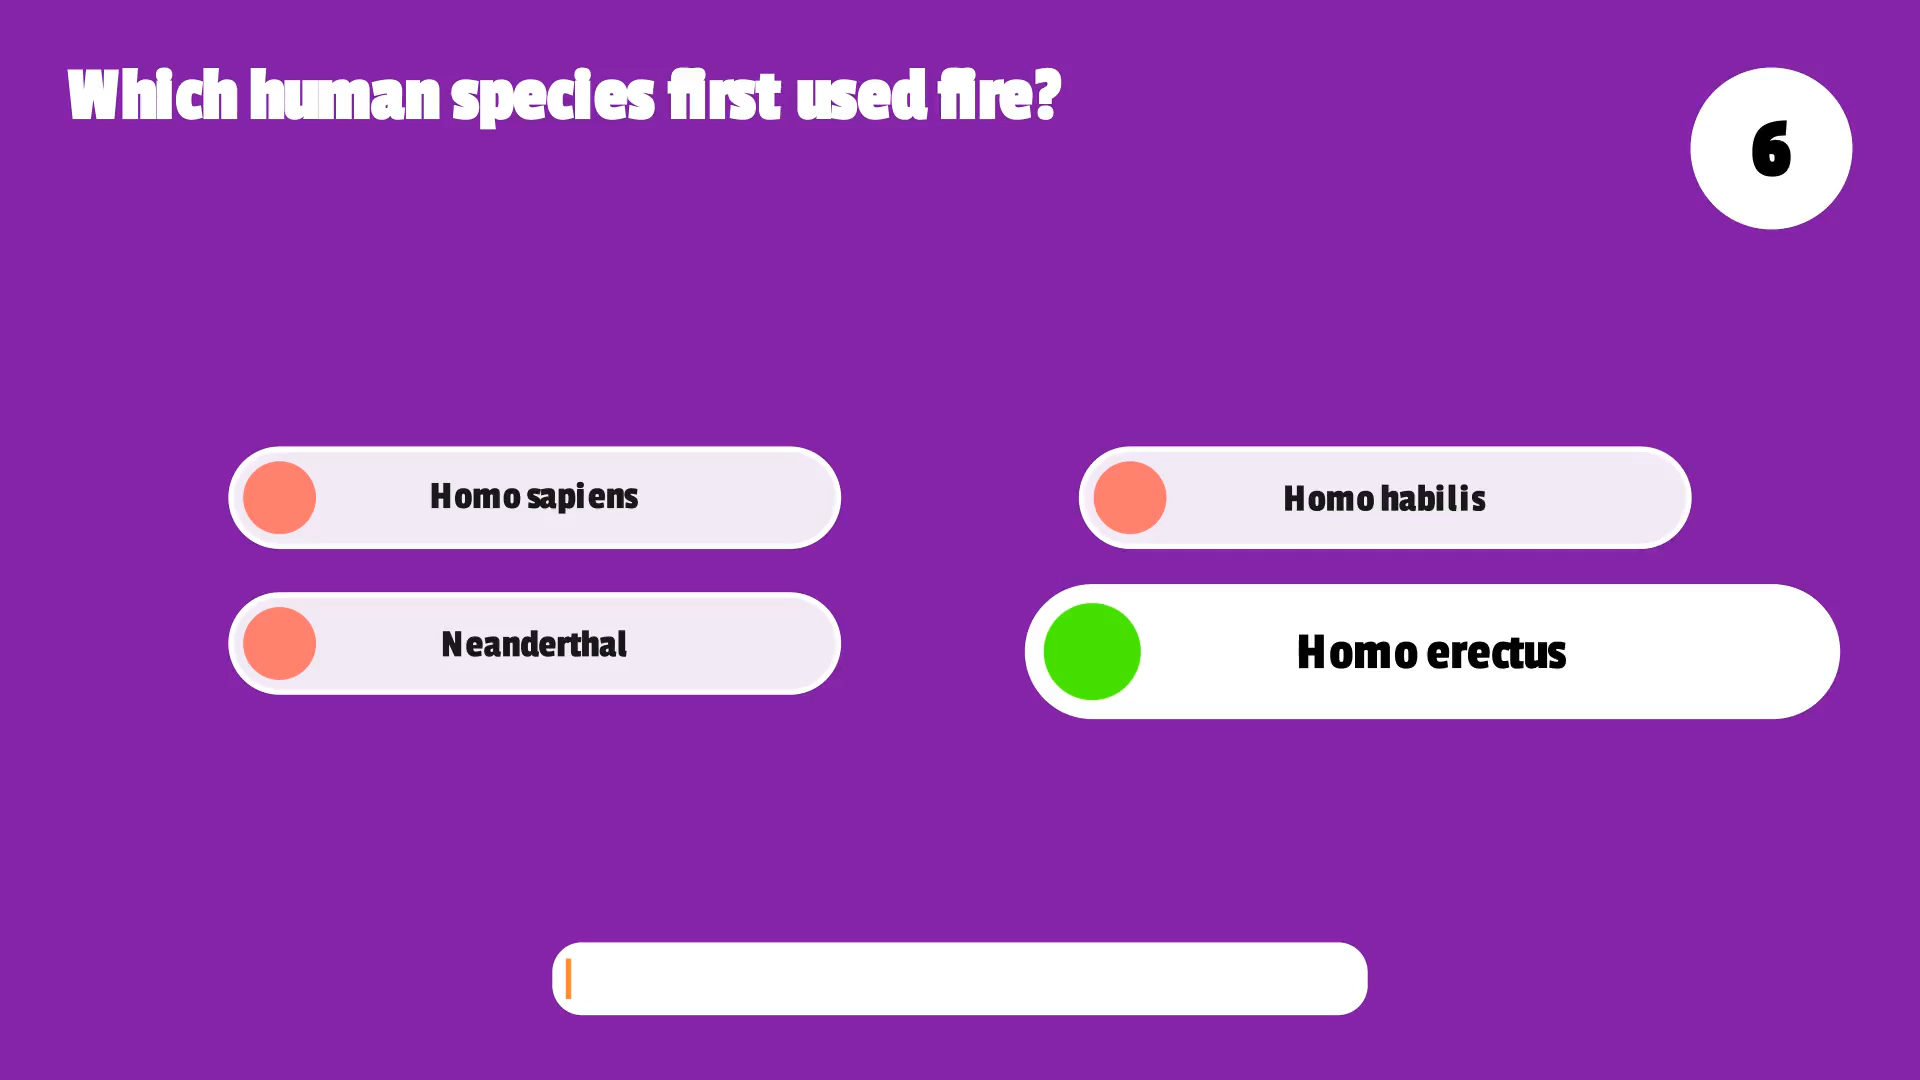 Which human species first used fire?
6
Homo sapiens
Homo habilis
Neanderthal
Homo erectus